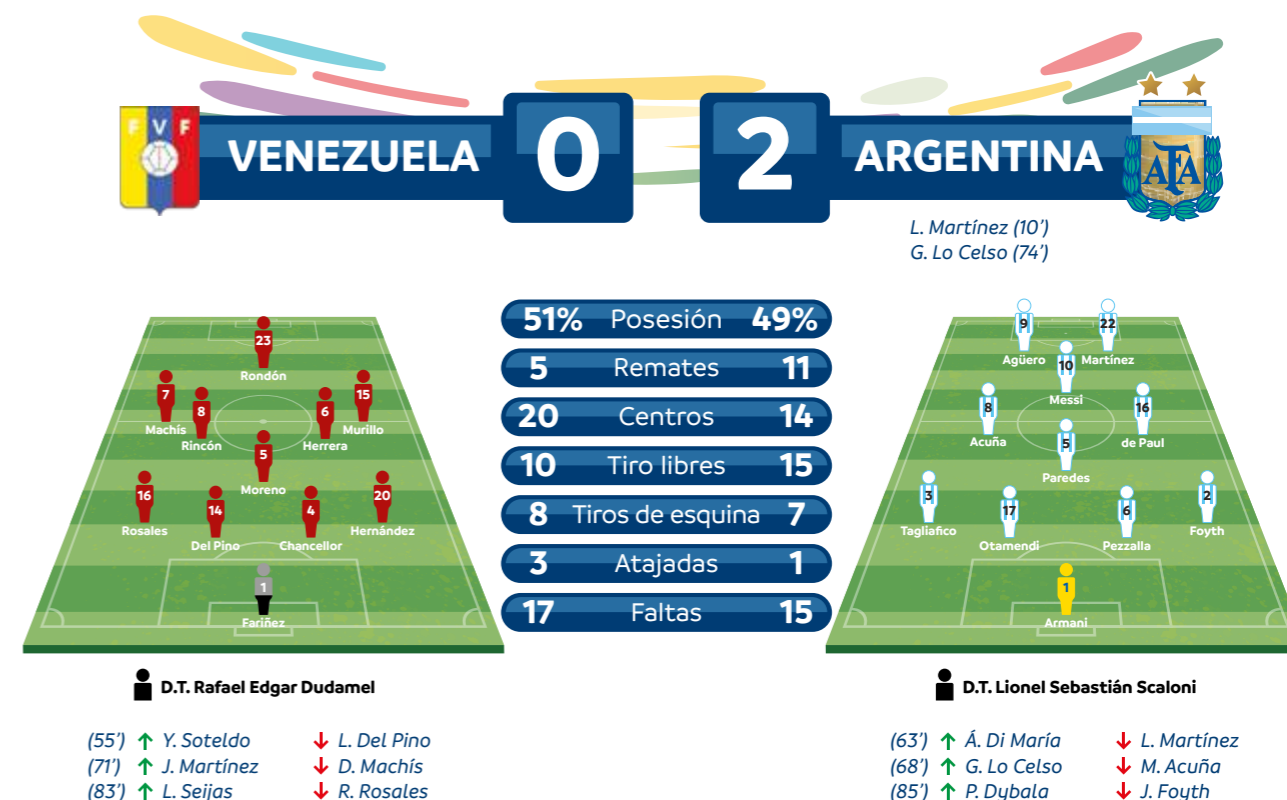 F V F
VENEZUELA 0 2 ARGENTINA
AFA
L. Martínez (10’)
G. Lo Celso (74’)
51% Posesión 49%
5 Remates 11
20 Centros 14
10 Tiro libres 15
8 Tiros de esquina 7
3 Atajadas 1
17 Faltas 15
23
Rondón
7
Machís
8
Rincón
6
Herrera
15
Murillo
5
Moreno
16
Rosales
14
Del Pino
4
Chancellor
20
Hernández
1
Fariñez
D.T. Rafael Edgar Dudamel
(55’) ↑ Y. Soteldo ↓ L. Del Pino
(71’) ↑ J. Martínez ↓ D. Machís
(83’) ↑ L. Seijas ↓ R. Rosales
9
Agüero
22
Martínez
10
Messi
8
Acuña
16
de Paul
5
Paredes
3
Tagliafico
17
Otamendi
6
Pezzalla
2
Foyth
1
Armani
D.T. Lionel Sebastián Scaloni
(63’) ↑ Á. Di María ↓ L. Martínez
(68’) ↑ G. Lo Celso ↓ M. Acuña
(85’) ↑ P. Dybala ↓ J. Foyth